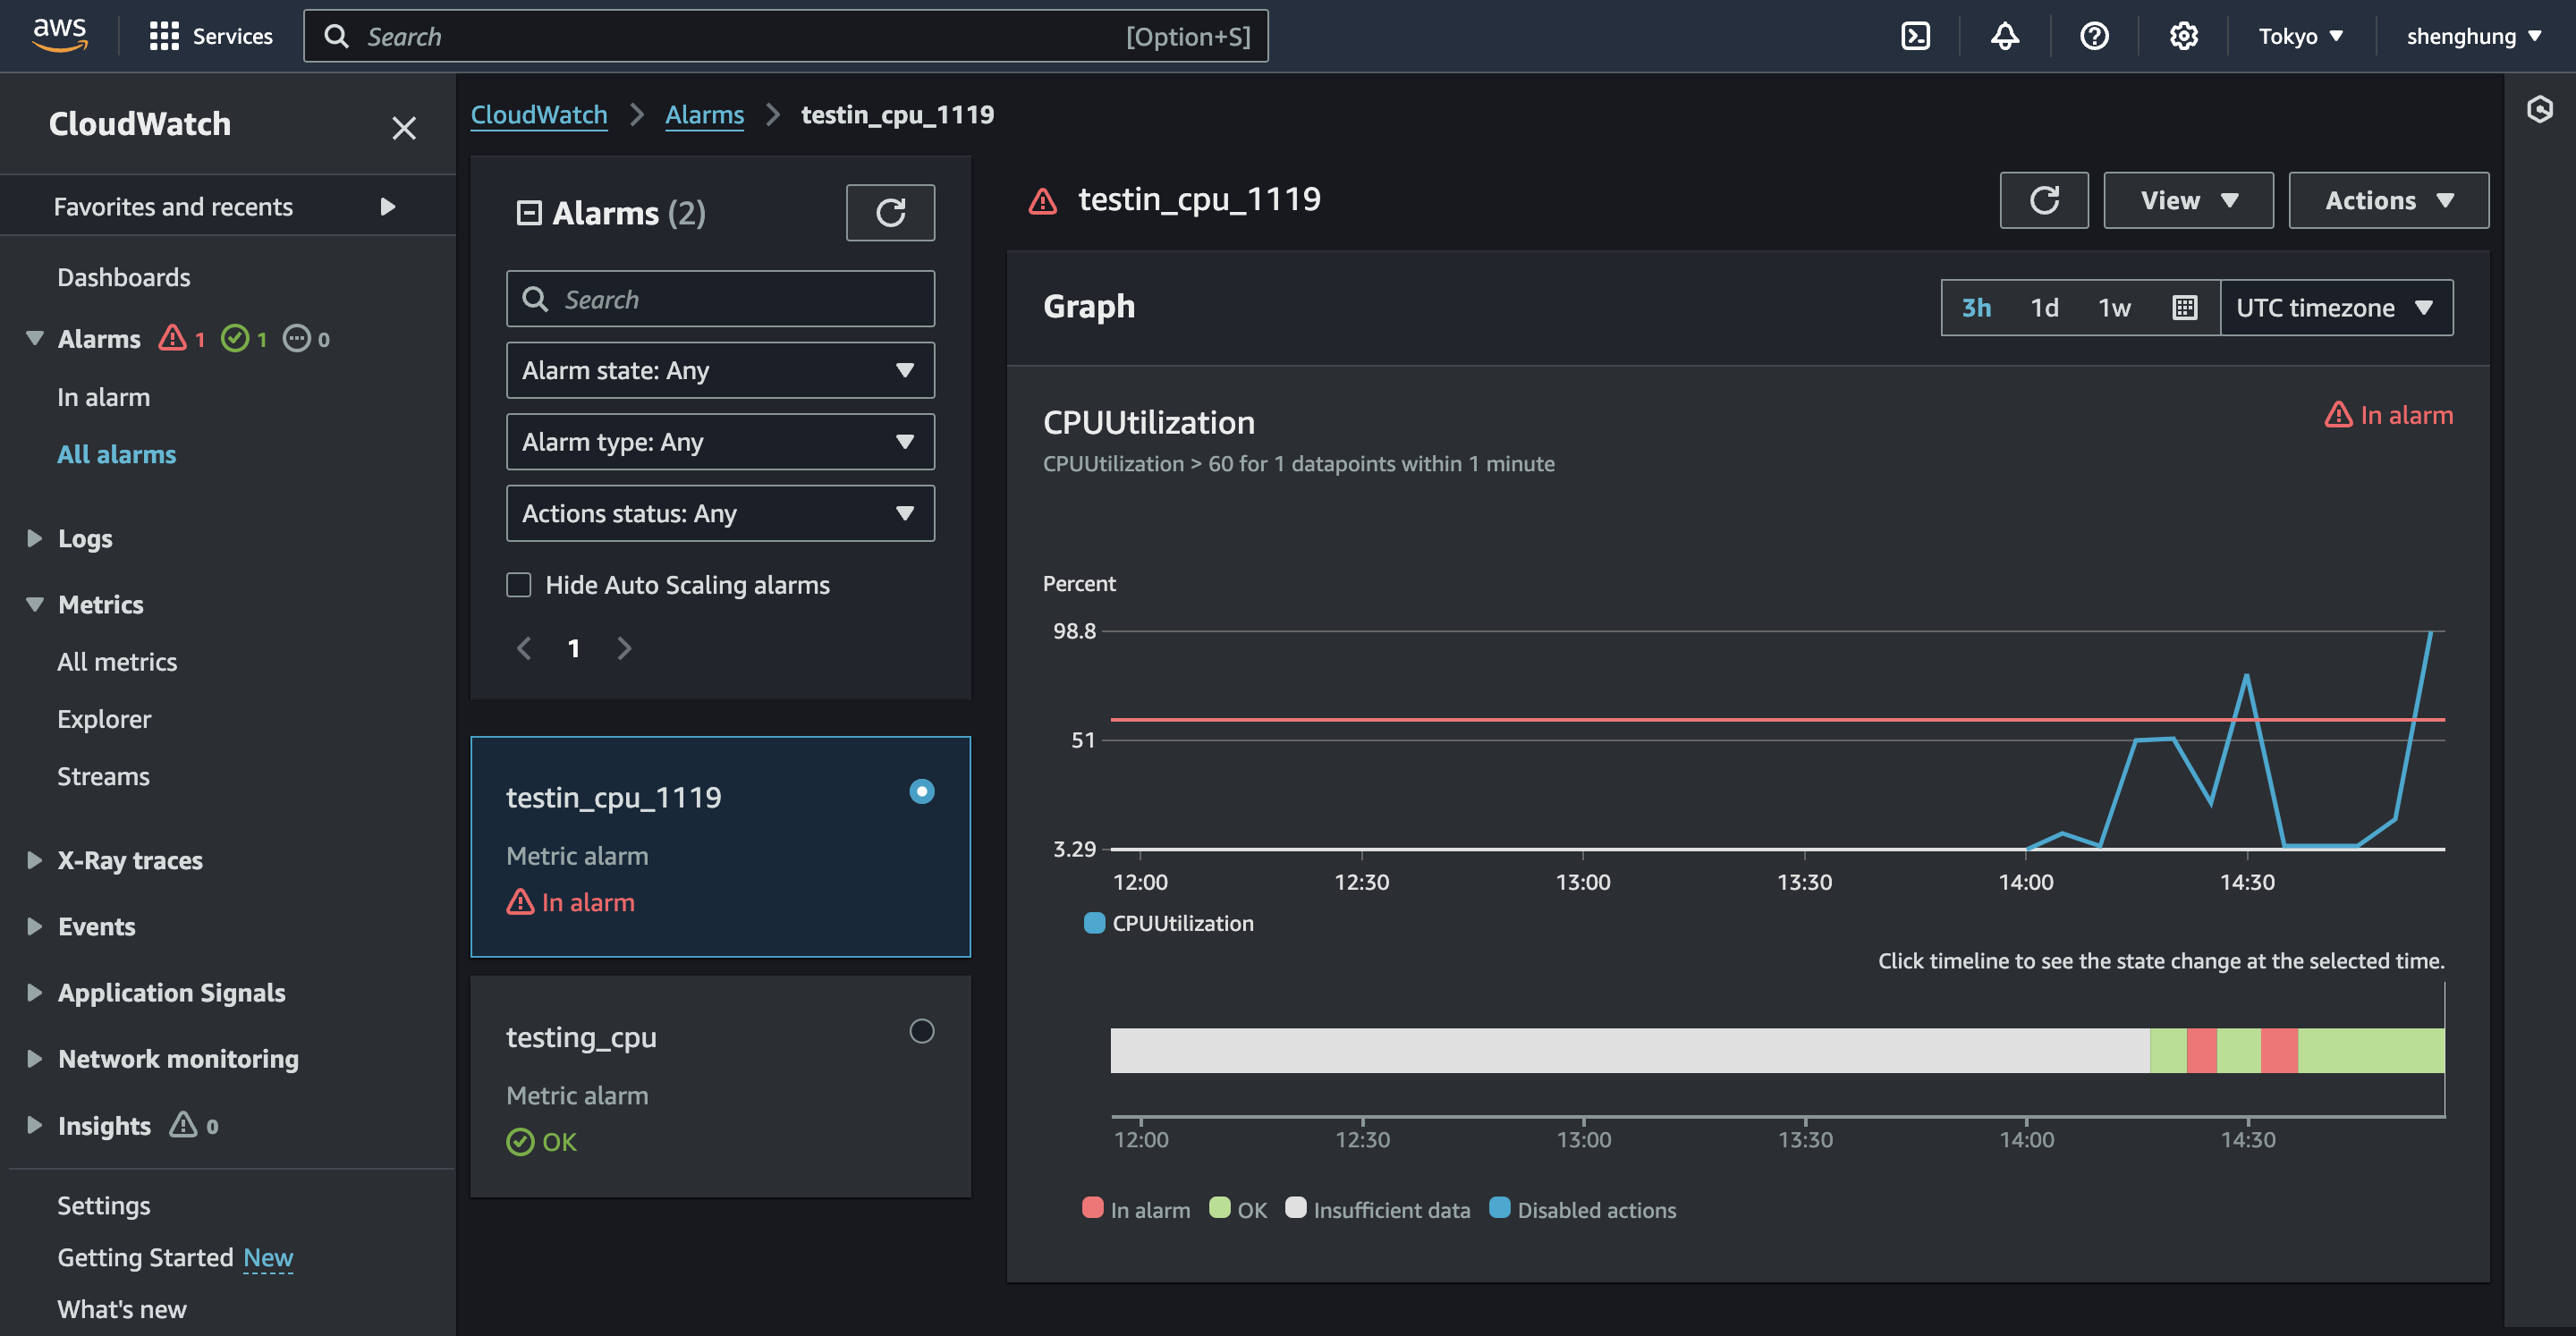 aws
Services
Search
[Option+S]
Tokyo
shenghung
CloudWatch
Favorites and recents
Dashboards
Alarms 1 1 0
In alarm
All alarms
Logs
Metrics
All metrics
Explorer
Streams
X-Ray traces
Events
Application Signals
Network monitoring
Insights 0
Settings
Getting Started New
What's new
CloudWatch
Alarms
testin_cpu_1119
Alarms (2)
Search
Alarm state: Any
Alarm type: Any
Actions status: Any
Hide Auto Scaling alarms
1
testin_cpu_1119
Metric alarm
In alarm
testing_cpu
Metric alarm
OK
testin_cpu_1119
View
Actions
Graph
3h
1d
1w
UTC timezone
CPUUtilization
In alarm
CPUUtilization > 60 for 1 datapoints within 1 minute
Percent
98.8
51
3.29
12:00
12:30
13:00
13:30
14:00
14:30
CPUUtilization
Click timeline to see the state change at the selected time.
12:00
12:30
13:00
13:30
14:00
14:30
In alarm
OK
Insufficient data
Disabled actions